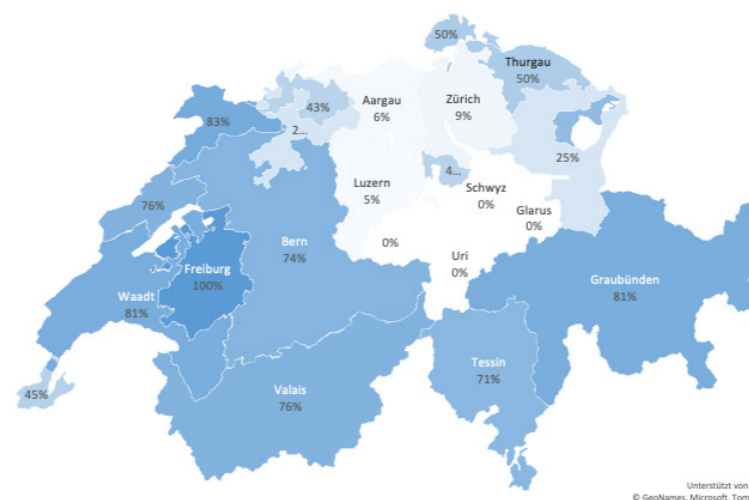 50%
Thurgau
50%
43%
Aargau
6%
Zürich
9%
83%
2...
25%
4...
Luzern
5%
Schwyz
0%
76%
Glarus
0%
0%
Bern
74%
Uri
0%
Freiburg
100%
Graubünden
81%
Waadt
81%
Tessin
71%
Valais
76%
45%
Unterstützt von
© GeoNames, Microsoft, Tom